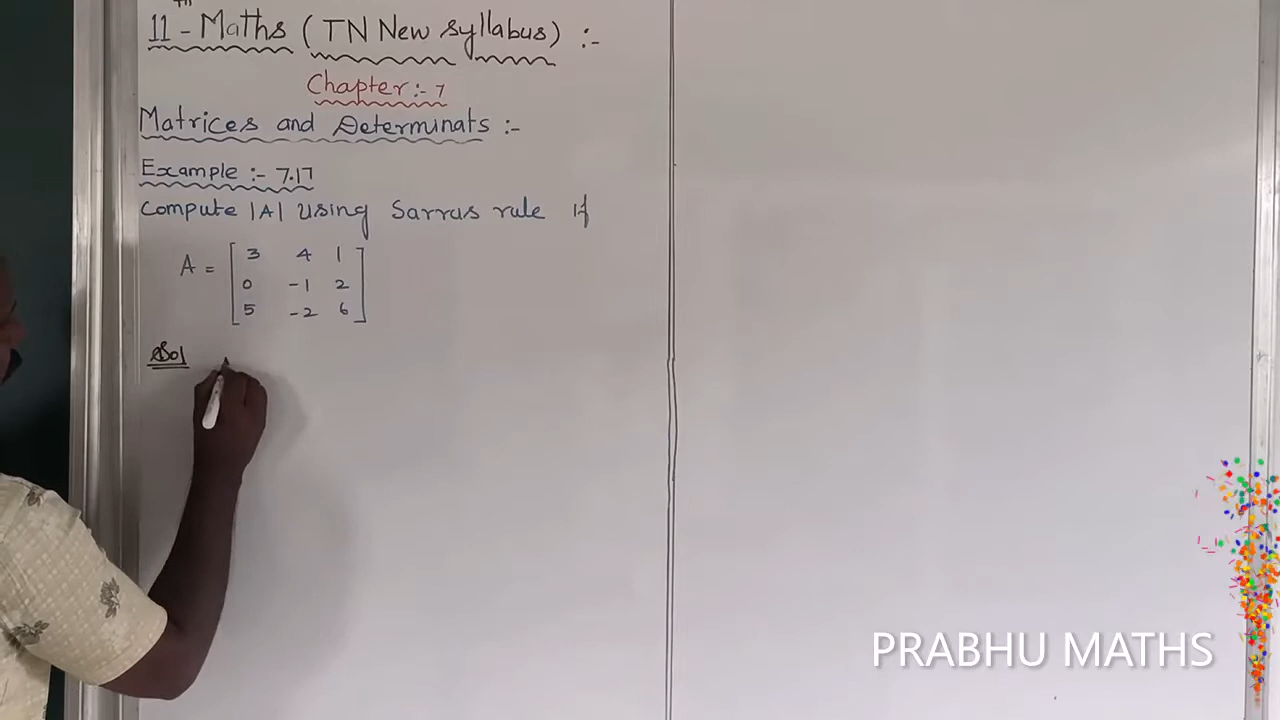 11th - Maths (TN New Syllabus) :-
Chapter :- 7
Matrices and Determinats :-
Example :- 7.17
Compute |A| Using Sarrus rule if
A = [ 3 4 1
0 -1 2
5 -2 6 ]
Sol
PRABHU MATHS